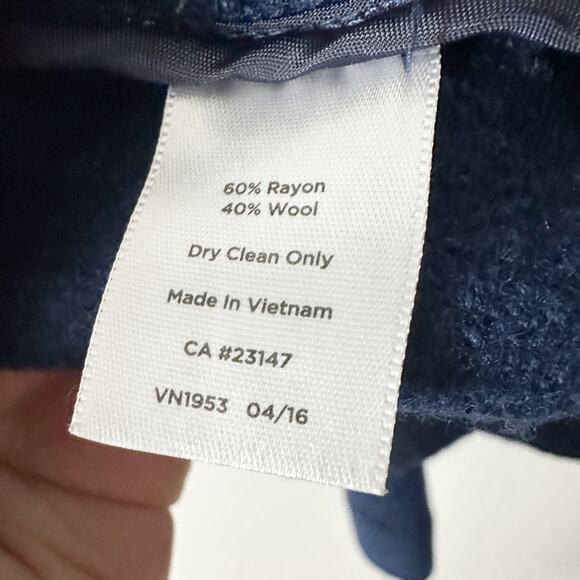 60% Rayon
40% Wool
Dry Clean Only
Made In Vietnam
CA #23147
VN1953 04/16